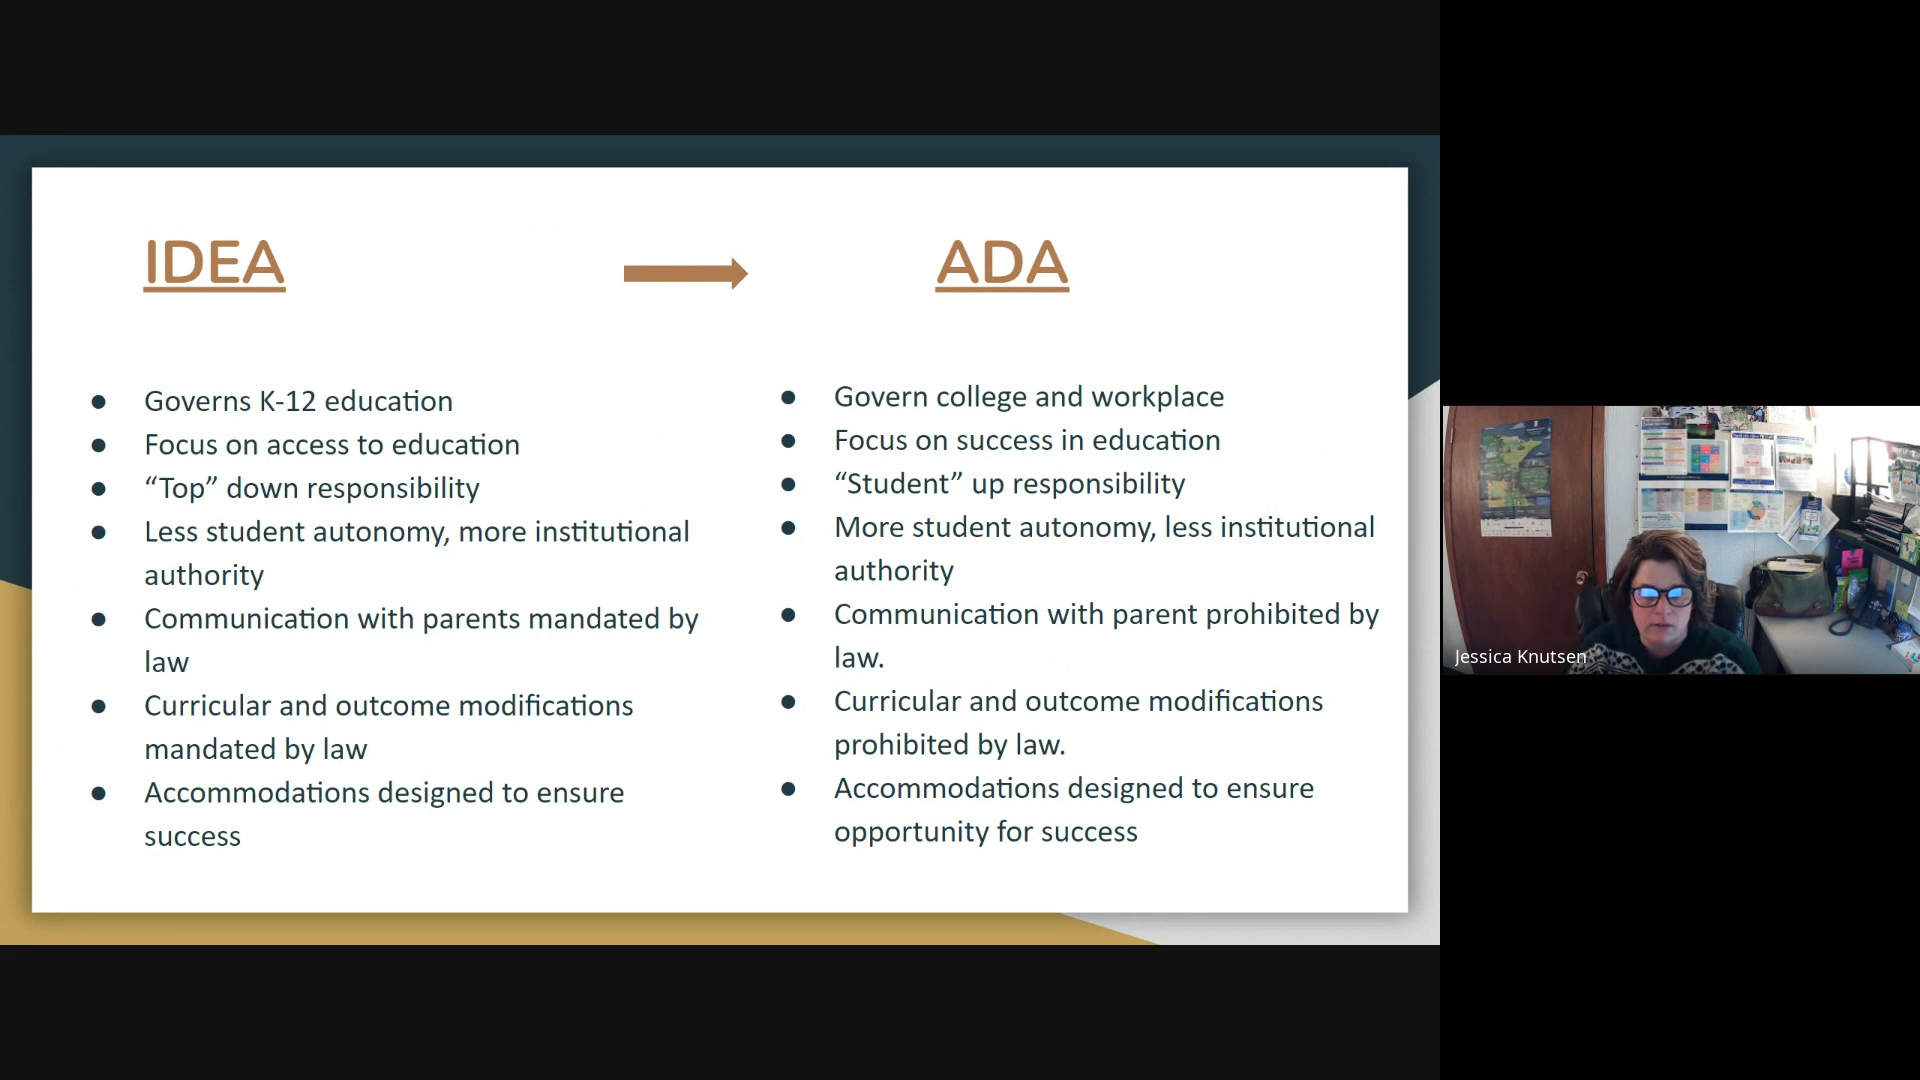 IDEA
ADA
● Governs K-12 education
● Focus on access to education
● “Top” down responsibility
● Less student autonomy, more institutional
authority
● Communication with parents mandated by
law
● Curricular and outcome modifications
mandated by law
● Accommodations designed to ensure
success
● Govern college and workplace
● Focus on success in education
● “Student” up responsibility
● More student autonomy, less institutional
authority
● Communication with parent prohibited by
law.
● Curricular and outcome modifications
prohibited by law.
● Accommodations designed to ensure
opportunity for success
Jessica Knutsen